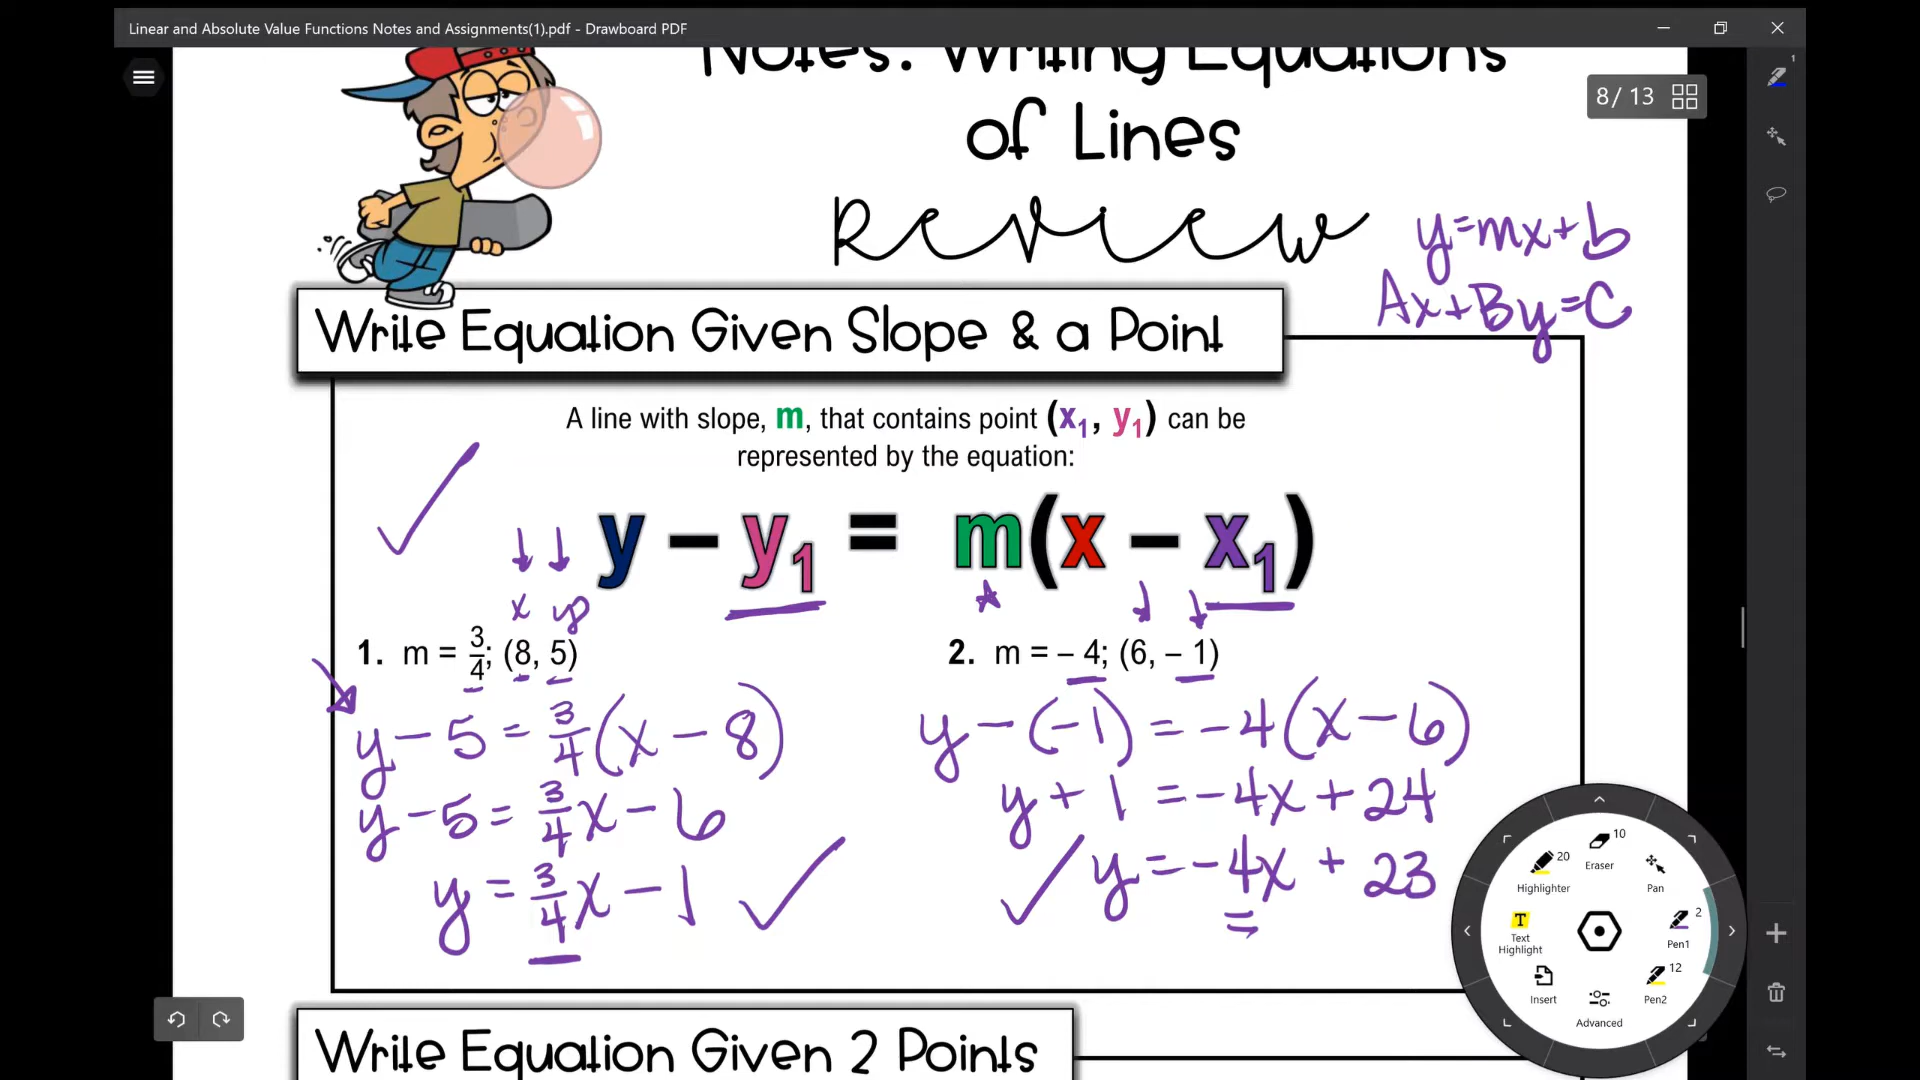 Linear and Absolute Value Functions Notes and Assignments(1).pdf - Drawboard PDF
Notes: Writing Equations
of Lines
Review
8 / 13
1
y=mx+b
Ax+By=C
Write Equation Given Slope & a Point
A line with slope, m, that contains point (x₁, y₁) can be
represented by the equation:
y − y₁ = m(x − x₁)
x y
1. m = 3/4; (8, 5)
y − 5 = 3/4(x − 8)
y − 5 = 3/4x − 6
y = 3/4x − 1
2. m = − 4; (6, − 1)
y − (−1) = −4(x − 6)
y + 1 = −4x + 24
y = −4x + 23
Eraser 10
Highlighter 20
Pan
Text
Highlight
Pen1 2
Insert
Pen2 12
Advanced
Write Equation Given 2 Points